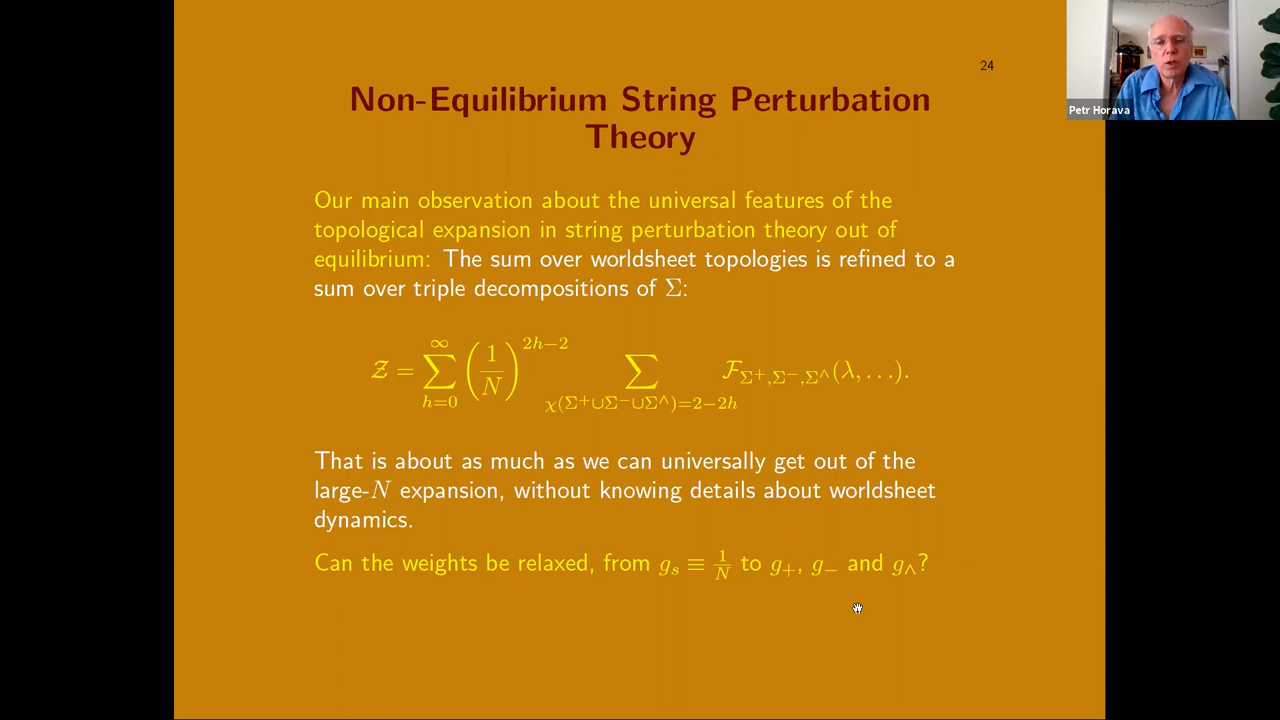 24
Non-Equilibrium String Perturbation
Theory
Our main observation about the universal features of the
topological expansion in string perturbation theory out of
equilibrium: The sum over worldsheet topologies is refined to a
sum over triple decompositions of Σ:
𝒵 = ∑_{h=0}^{∞} (1/N)^{2h−2} ∑_{χ(Σ⁺∪Σ⁻∪Σ^∧)=2−2h} ℱ_{Σ⁺,Σ⁻,Σ^∧}(λ, …).
That is about as much as we can universally get out of the
large-N expansion, without knowing details about worldsheet
dynamics.
Can the weights be relaxed, from g_s ≡ 1/N to g_+, g_− and g_∧?
Petr Horava